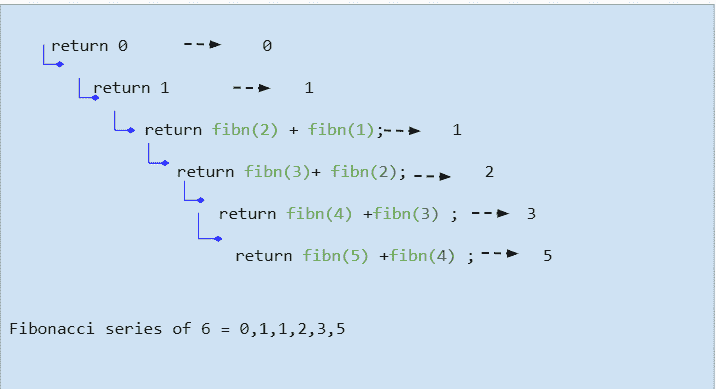 return 0 0
return 1 1
return fibn(2) + fibn(1); 1
return fibn(3)+ fibn(2); 2
return fibn(4) +fibn(3) ; 3
return fibn(5) +fibn(4) ; 5
Fibonacci series of 6 = 0,1,1,2,3,5